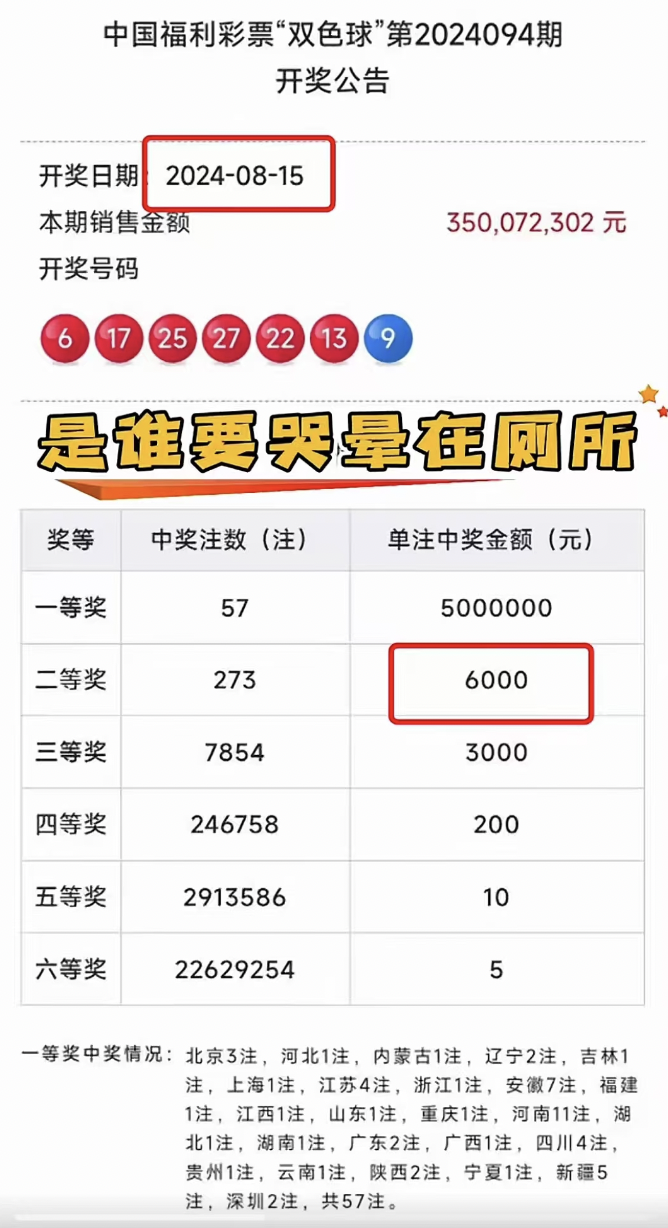 中国福利彩票“双色球”第2024094期
开奖公告
开奖日期：2024-08-15
本期销售金额 350,072,302 元
开奖号码
6 17 25 27 22 13 9
是谁要哭晕在厕所
奖等 中奖注数（注） 单注中奖金额（元）
一等奖 57 5000000
二等奖 273 6000
三等奖 7854 3000
四等奖 246758 200
五等奖 2913586 10
六等奖 22629254 5
一等奖中奖情况：北京3注，河北1注，内蒙古1注，辽宁2注，吉林1
注，上海1注，江苏4注，浙江1注，安徽7注，福建
1注，江西1注，山东1注，重庆1注，河南11注，湖
北1注，湖南1注，广东2注，广西1注，四川4注，
贵州1注，云南1注，陕西2注，宁夏1注，新疆5
注，深圳2注，共57注。